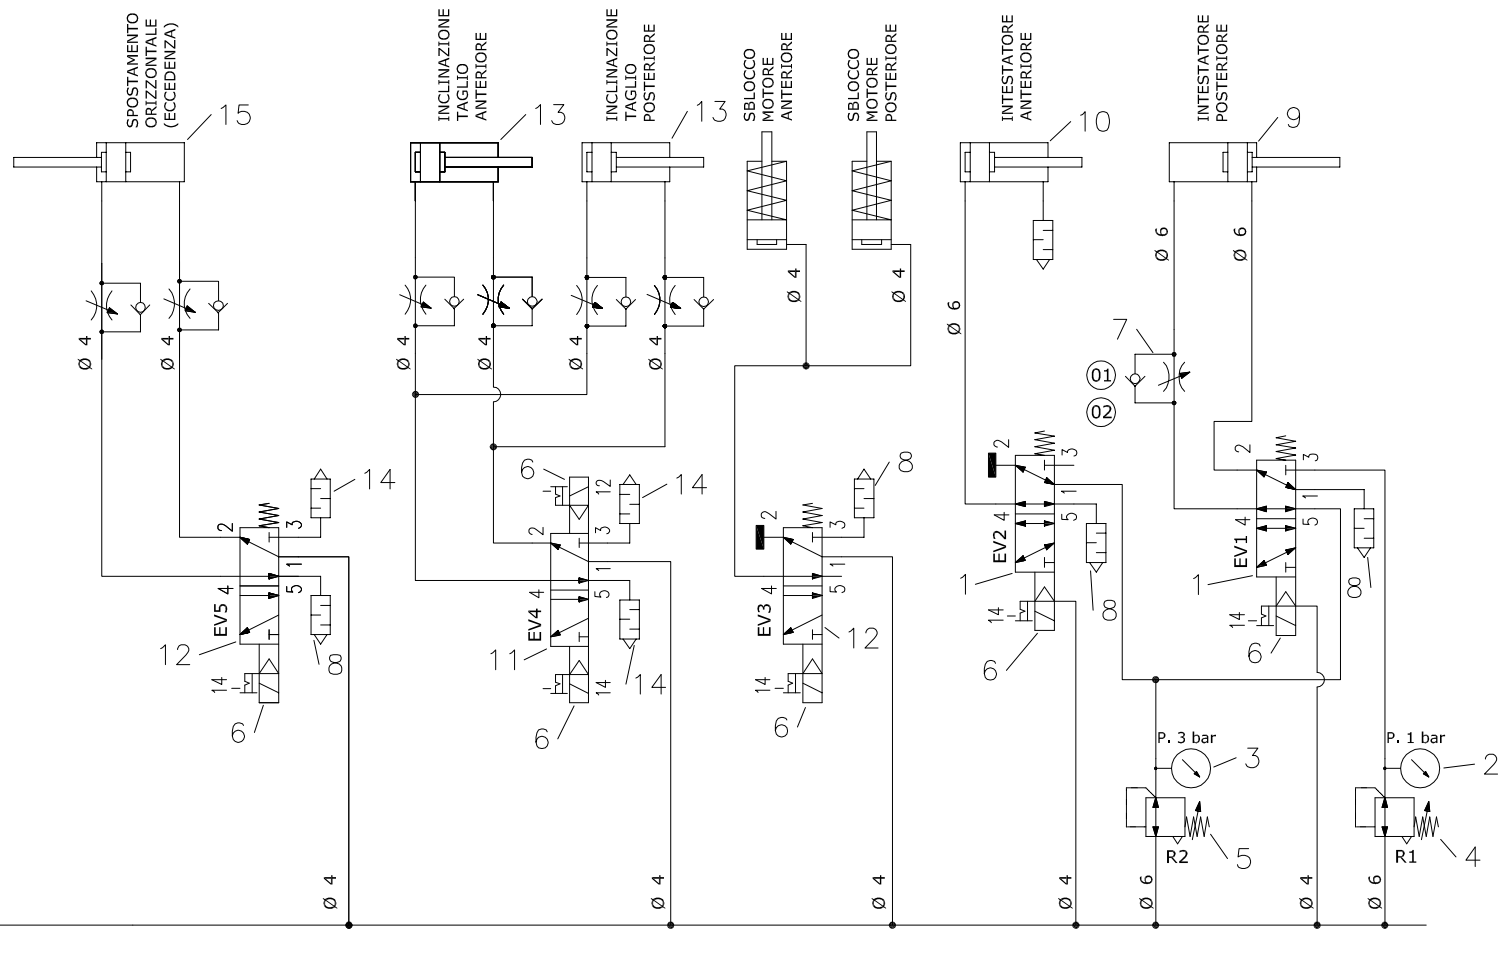 SPOSTAMENTO
ORIZZONTALE
(ECCEDENZA)
INCLINAZIONE
TAGLIO
ANTERIORE
INCLINAZIONE
TAGLIO
POSTERIORE
SBLOCCO
MOTORE
ANTERIORE
SBLOCCO
MOTORE
POSTERIORE
INTESTATORE
ANTERIORE
INTESTATORE
POSTERIORE
15
13
13
10
9
Ø 6
Ø 6
Ø 4
Ø 4
Ø 6
7
01
02
Ø 4
Ø 4
Ø 4
Ø 4
Ø 4
Ø 4
2
3
14
1
4
5
EV5
12
8
14
6
6
12
14
2
3
1
4
5
EV4
11
14
14
6
8
2
3
1
4
5
EV3
12
14
6
2
3
1
4
5
EV2
1
8
14
6
2
3
1
4
5
EV1
1
8
14
6
P. 3 bar
3
P. 1 bar
2
R2
5
R1
4
Ø 4
Ø 4
Ø 4
Ø 4
Ø 6
Ø 4
Ø 6